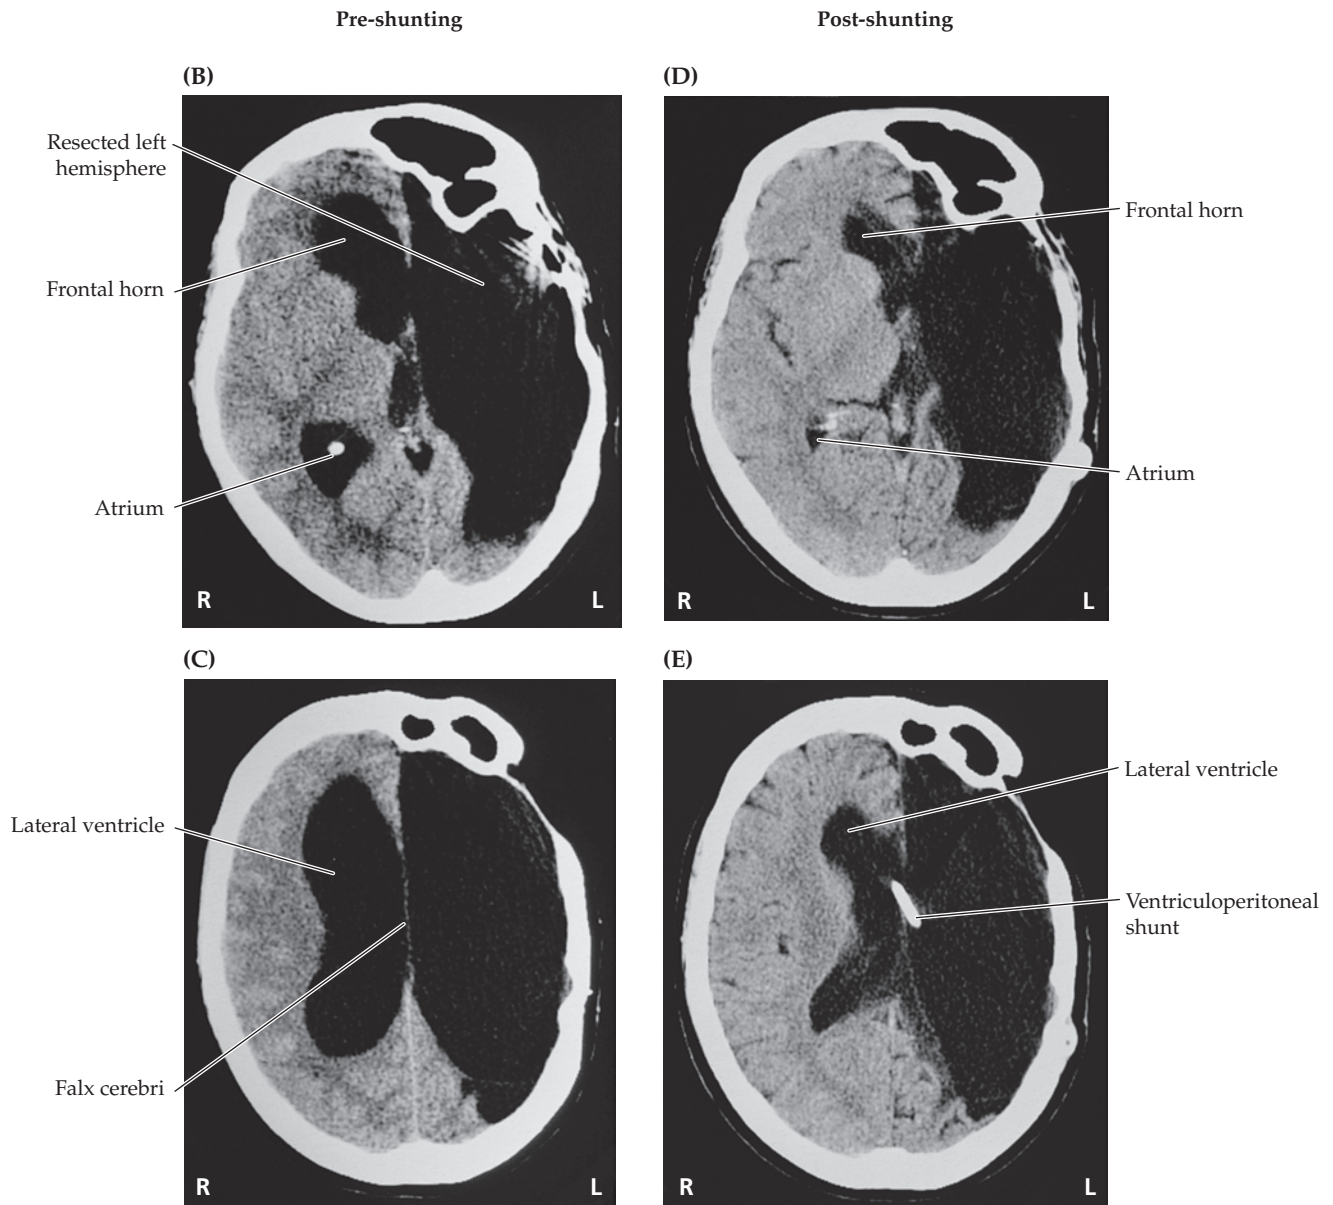 Pre-shunting
Post-shunting
(B)
Resected left
hemisphere
Frontal horn
Atrium
R
L
(D)
Frontal horn
Atrium
R
L
(C)
Lateral ventricle
Falx cerebri
R
L
(E)
Lateral ventricle
Ventriculoperitoneal
shunt
R
L